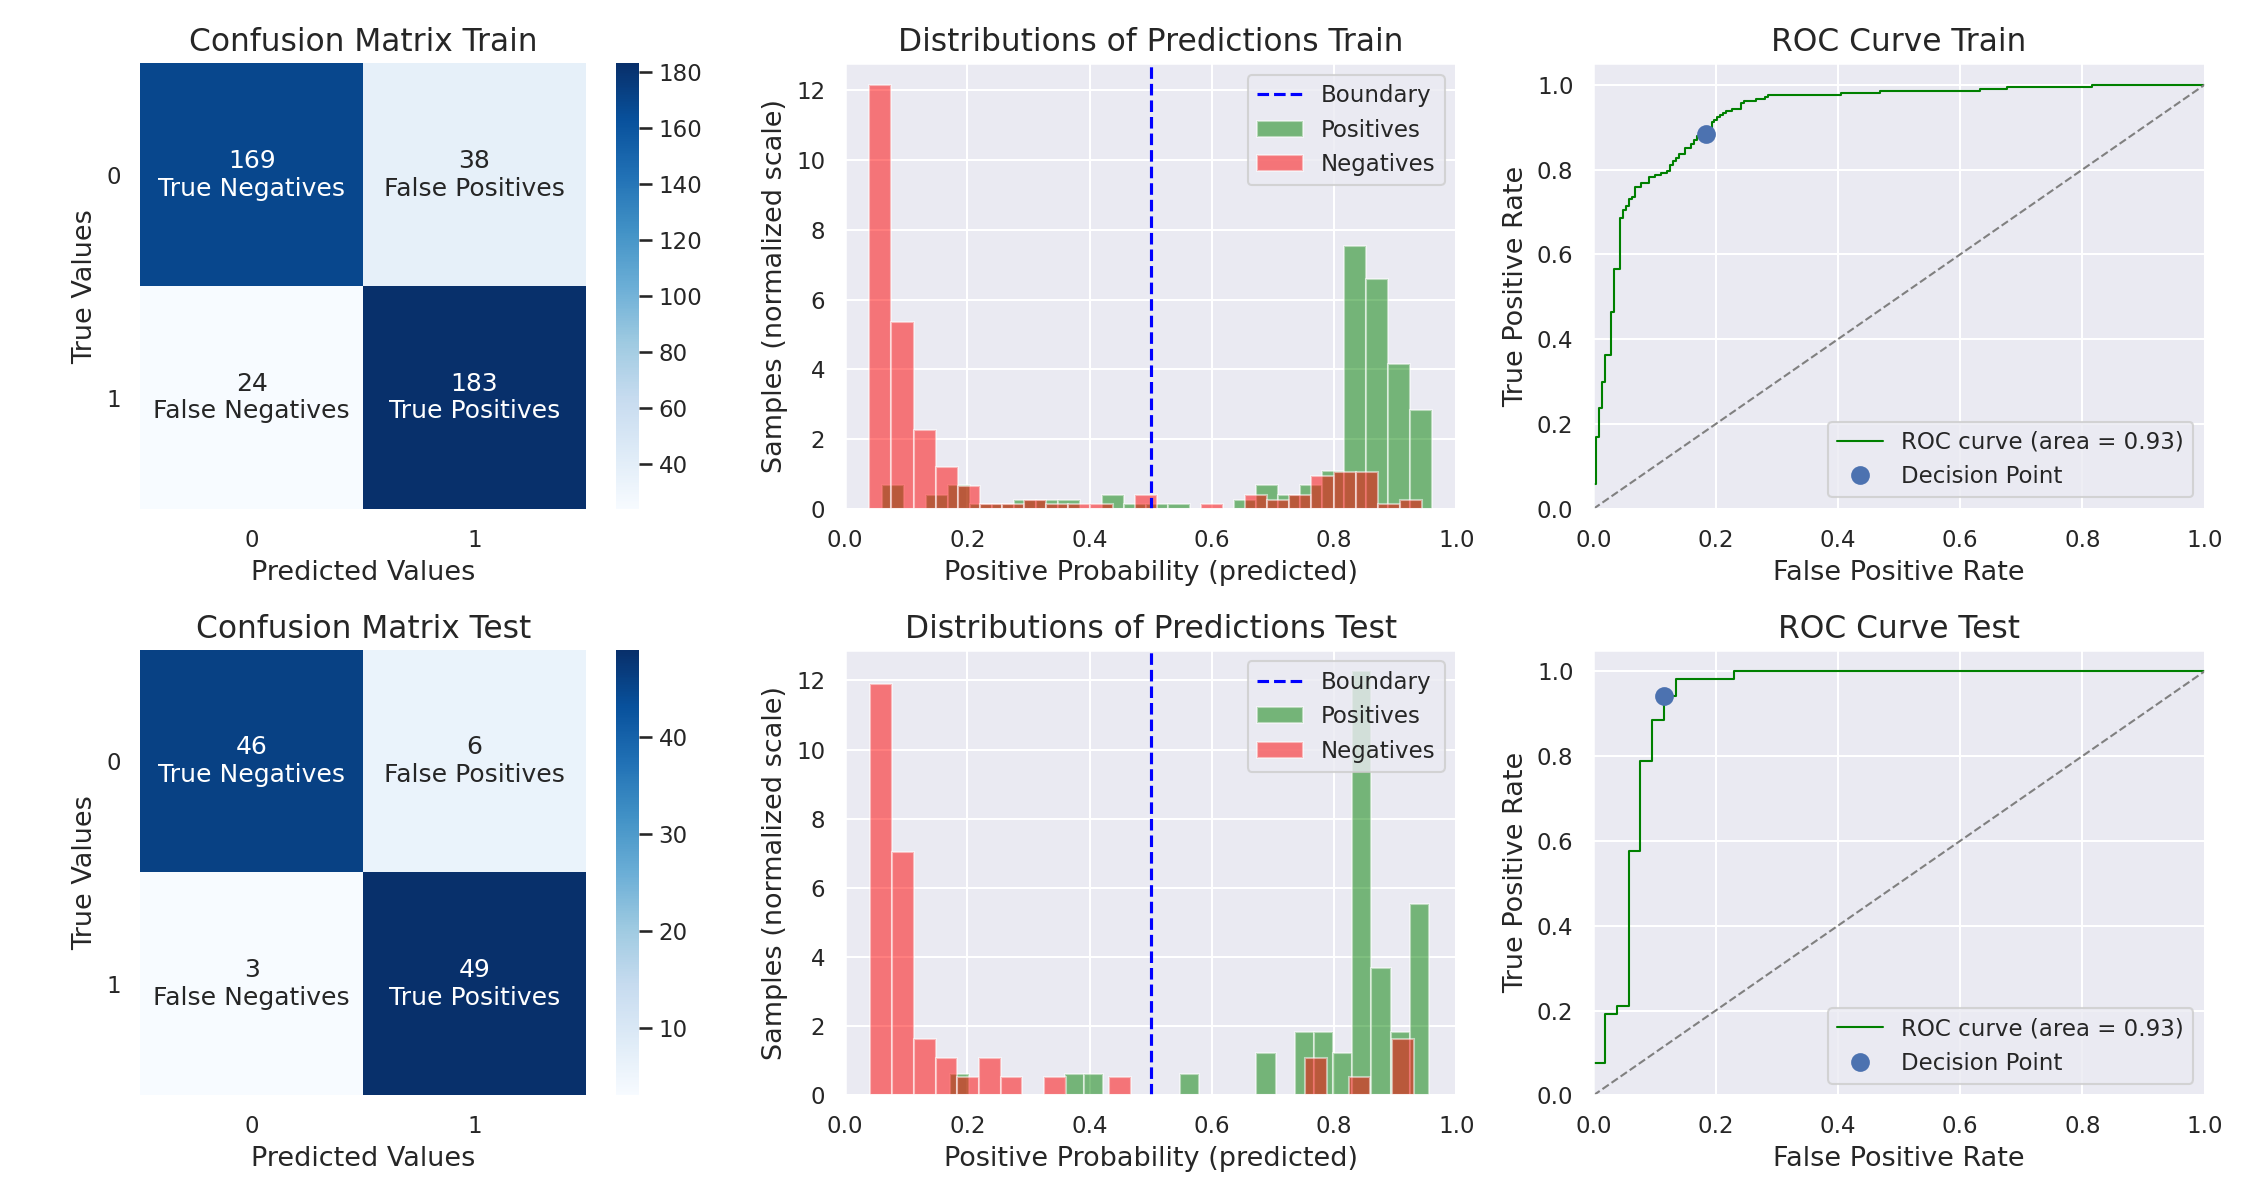 Confusion Matrix Train
169
True Negatives
38
False Positives
24
False Negatives
183
True Positives
0
1
True Values
0
1
Predicted Values
180
160
140
120
100
80
60
40
Distributions of Predictions Train
Boundary
Positives
Negatives
12
10
8
6
4
2
0
Samples (normalized scale)
0.0
0.2
0.4
0.6
0.8
1.0
Positive Probability (predicted)
ROC Curve Train
1.0
0.8
0.6
0.4
0.2
0.0
True Positive Rate
ROC curve (area = 0.93)
Decision Point
0.0
0.2
0.4
0.6
0.8
1.0
False Positive Rate
Confusion Matrix Test
46
True Negatives
6
False Positives
3
False Negatives
49
True Positives
0
1
True Values
0
1
Predicted Values
40
30
20
10
Distributions of Predictions Test
Boundary
Positives
Negatives
12
10
8
6
4
2
0
Samples (normalized scale)
0.0
0.2
0.4
0.6
0.8
1.0
Positive Probability (predicted)
ROC Curve Test
1.0
0.8
0.6
0.4
0.2
0.0
True Positive Rate
ROC curve (area = 0.93)
Decision Point
0.0
0.2
0.4
0.6
0.8
1.0
False Positive Rate